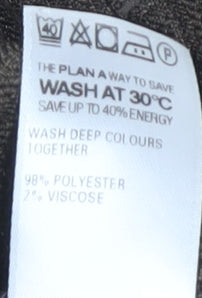 40 P
THE PLAN A WAY TO SAVE
WASH AT 30°C
SAVE UP TO 40% ENERGY
WASH DEEP COLOURS
TOGETHER
98% POLYESTER
2% VISCOSE